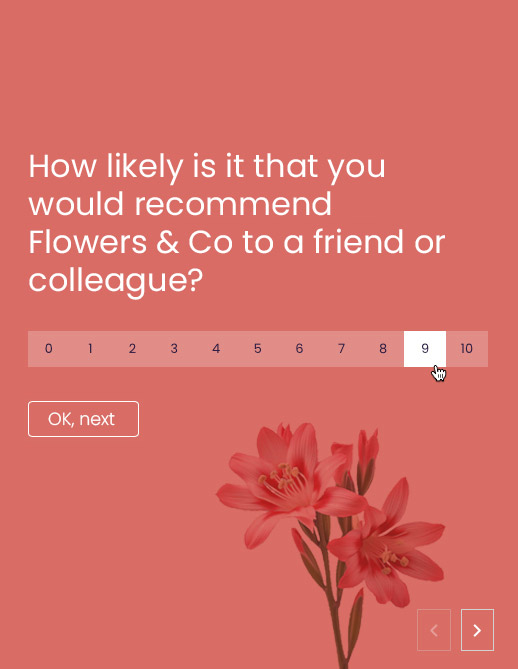 How likely is it that you
would recommend
Flowers & Co to a friend or
colleague?
0 1 2 3 4 5 6 7 8 9 10
OK, next